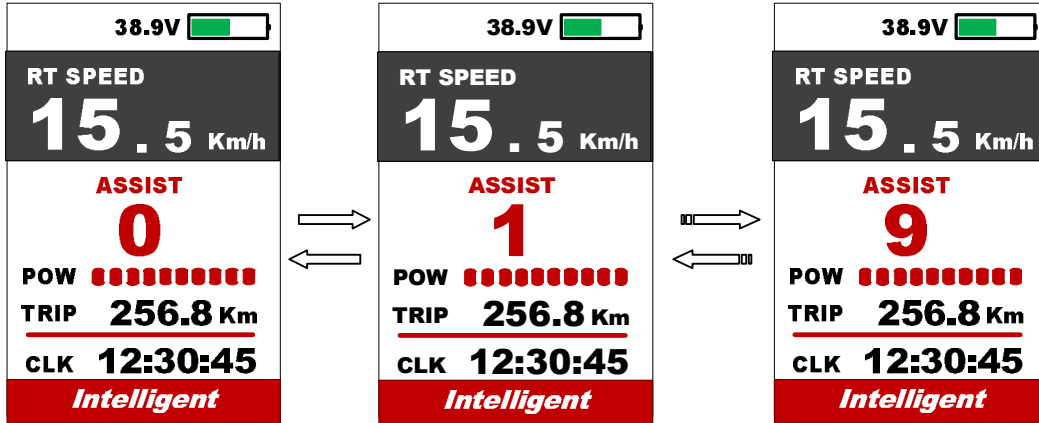 38.9V
RT SPEED
15.5 Km/h
ASSIST
0
POW
TRIP 256.8 Km
CLK 12:30:45
Intelligent
38.9V
RT SPEED
15.5 Km/h
ASSIST
1
POW
TRIP 256.8 Km
CLK 12:30:45
Intelligent
38.9V
RT SPEED
15.5 Km/h
ASSIST
9
POW
TRIP 256.8 Km
CLK 12:30:45
Intelligent